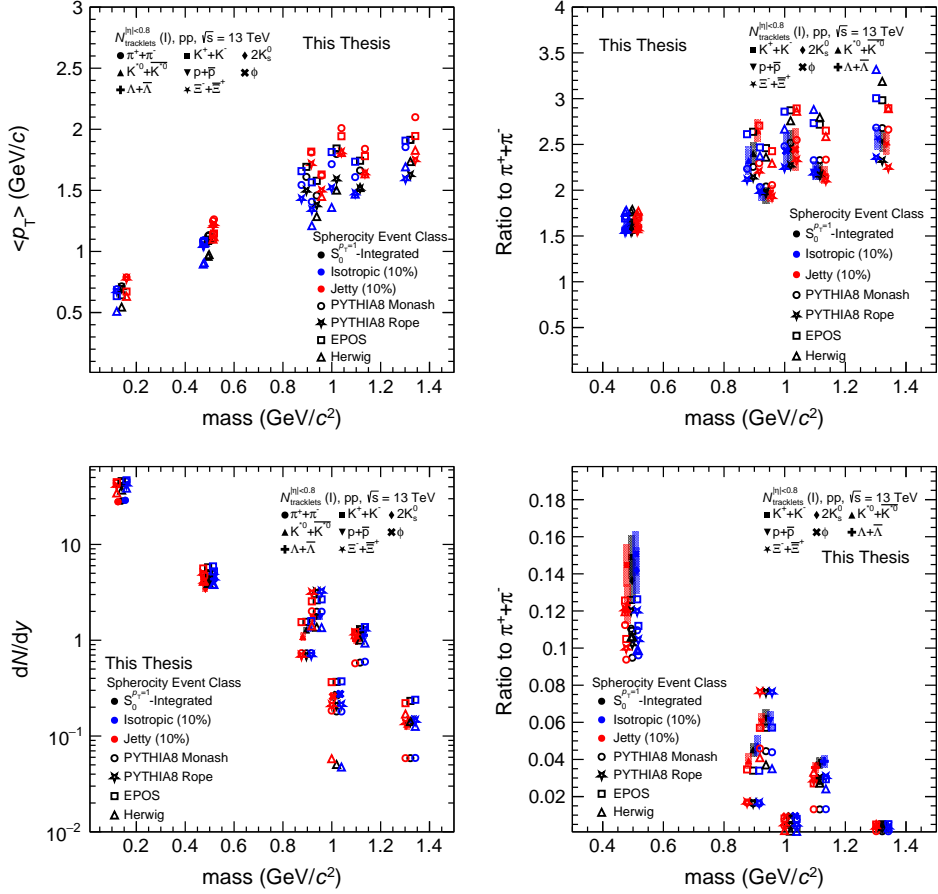 3
2.5
2
1.5
1
0.5
<p_T> (GeV/c)
N_tracklets^|η|<0.8 (I), pp, √s = 13 TeV
π⁺+π⁻ K⁺+K⁻ 2K_s^0
K*⁰+K̅*⁰ p+p̅ ϕ
Λ+Λ̅ Ξ⁻+Ξ̅⁺
This Thesis
Spherocity Event Class
S_0^{p_T=1}-Integrated
Isotropic (10%)
Jetty (10%)
PYTHIA8 Monash
PYTHIA8 Rope
EPOS
Herwig
0 0.2 0.4 0.6 0.8 1 1.2 1.4
mass (GeV/c²)
4
3.5
3
2.5
2
1.5
1
0.5
Ratio to π⁺+π⁻
This Thesis
N_tracklets^|η|<0.8 (I), pp, √s = 13 TeV
K⁺+K⁻ 2K_s^0 K*⁰+K̅*⁰
p+p̅ ϕ Λ+Λ̅
Ξ⁻+Ξ̅⁺
Spherocity Event Class
S_0^{p_T=1}-Integrated
Isotropic (10%)
Jetty (10%)
PYTHIA8 Monash
PYTHIA8 Rope
EPOS
Herwig
0.4 0.6 0.8 1 1.2 1.4
mass (GeV/c²)
10
1
10⁻¹
10⁻²
dN/dy
N_tracklets^|η|<0.8 (I), pp, √s = 13 TeV
π⁺+π⁻ K⁺+K⁻ 2K_s^0
K*⁰+K̅*⁰ p+p̅ ϕ
Λ+Λ̅ Ξ⁻+Ξ̅⁺
This Thesis
Spherocity Event Class
S_0^{p_T=1}-Integrated
Isotropic (10%)
Jetty (10%)
PYTHIA8 Monash
PYTHIA8 Rope
EPOS
Herwig
0 0.2 0.4 0.6 0.8 1 1.2 1.4
mass (GeV/c²)
0.18
0.16
0.14
0.12
0.1
0.08
0.06
0.04
0.02
Ratio to π⁺+π⁻
N_tracklets^|η|<0.8 (I), pp, √s = 13 TeV
K⁺+K⁻ 2K_s^0 K*⁰+K̅*⁰
p+p̅ ϕ Λ+Λ̅
Ξ⁻+Ξ̅⁺
This Thesis
Spherocity Event Class
S_0^{p_T=1}-Integrated
Isotropic (10%)
Jetty (10%)
PYTHIA8 Monash
PYTHIA8 Rope
EPOS
Herwig
0.4 0.6 0.8 1 1.2 1.4
mass (GeV/c²)